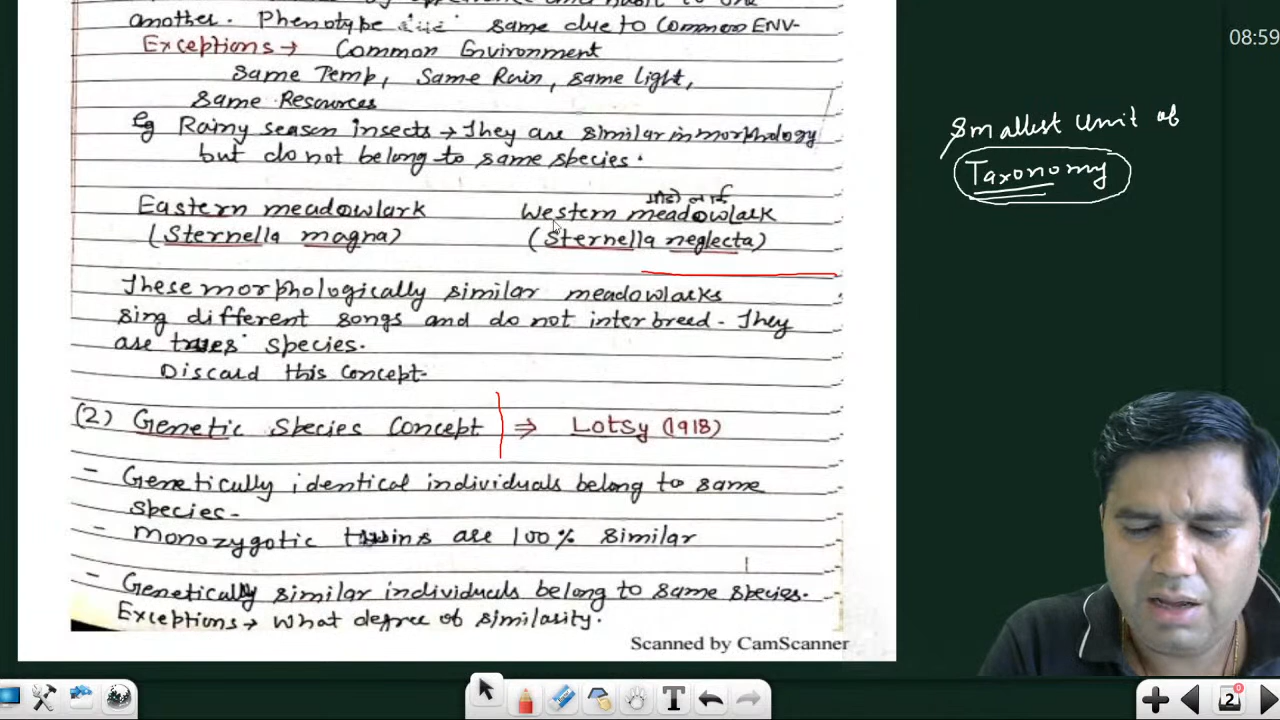 another. Phenotype same due to Common ENV-
Exceptions → Common Environment
Same Temp, Same Rain, same light,
same Resources
Eg Rainy season insects → They are similar in morphology
but do not belong to same species.
मीडो लार्क
Eastern meadowlark Western meadowlark
(Sternella magna) (Sternella neglecta)
These morphologically similar meadowlarks
sing different songs and do not interbreed. They
are trues species.
Discard this concept-
(2) Genetic Species Concept ⇒ Lotsy (1918)
- Genetically identical individuals belong to same
species-
- monozygotic twins are 100% similar
- Genetically similar individuals belong to same species.
Exceptions → What degree of similarity.
Scanned by CamScanner
08:59
Smallest Unit of
Taxonomy
T
2